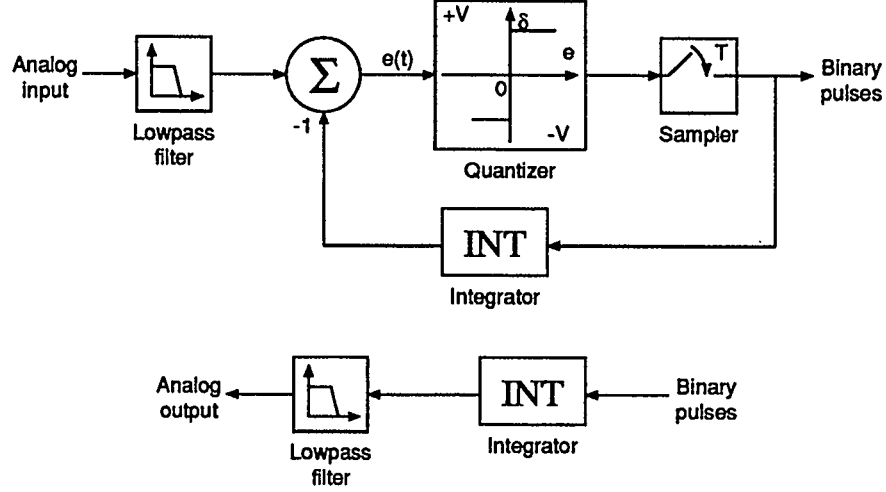 Analog
input
Lowpass
filter
Σ
-1
e(t)
+V
δ
e
0
-V
Quantizer
T
Sampler
Binary
pulses
INT
Integrator
Analog
output
Lowpass
filter
INT
Integrator
Binary
pulses